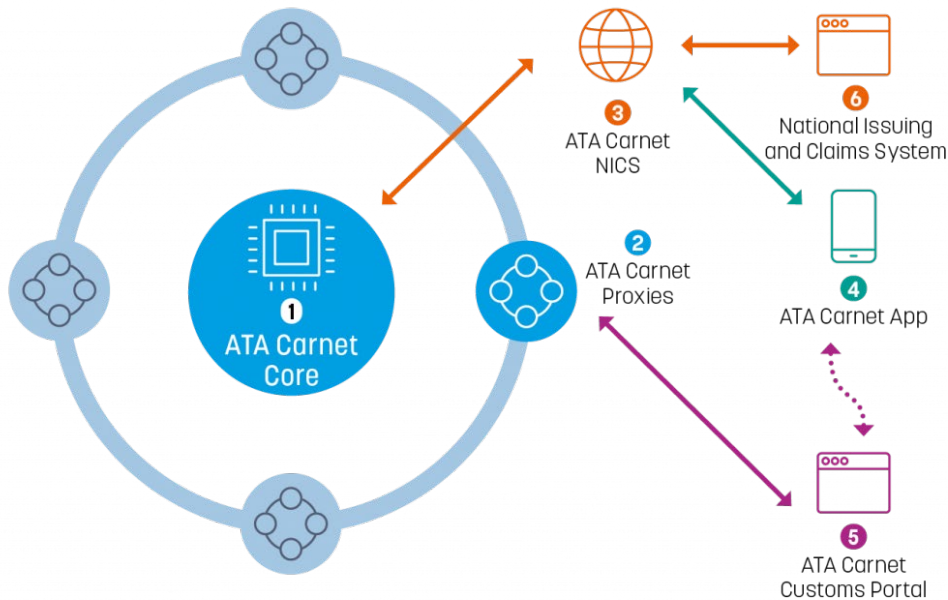 1
ATA Carnet
Core
2
ATA Carnet
Proxies
3
ATA Carnet
NICS
4
ATA Carnet App
5
ATA Carnet
Customs Portal
6
National Issuing
and Claims System